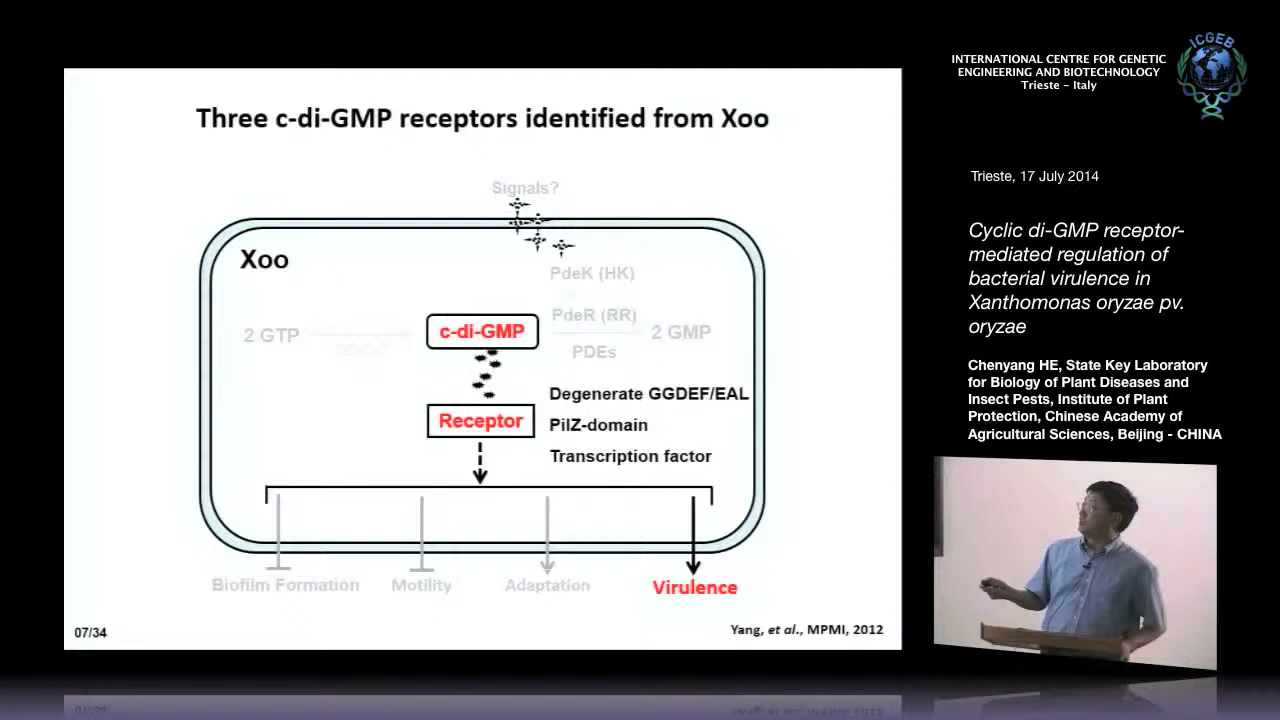 Three c-di-GMP receptors identified from Xoo
Signals?
Xoo
PdeK (HK)
2 GTP
c-di-GMP
PdeR (RR)
2 GMP
PDEs
Degenerate GGDEF/EAL
Receptor
PilZ-domain
Transcription factor
Biofilm Formation
Motility
Adaptation
Virulence
07/34
Yang, et al., MPMI, 2012
INTERNATIONAL CENTRE FOR GENETIC
ENGINEERING AND BIOTECHNOLOGY
Trieste - Italy
ICGEB
Trieste, 17 July 2014
Cyclic di-GMP receptor-
mediated regulation of
bacterial virulence in
Xanthomonas oryzae pv.
oryzae
Chenyang HE, State Key Laboratory
for Biology of Plant Diseases and
Insect Pests, Institute of Plant
Protection, Chinese Academy of
Agricultural Sciences, Beijing - CHINA